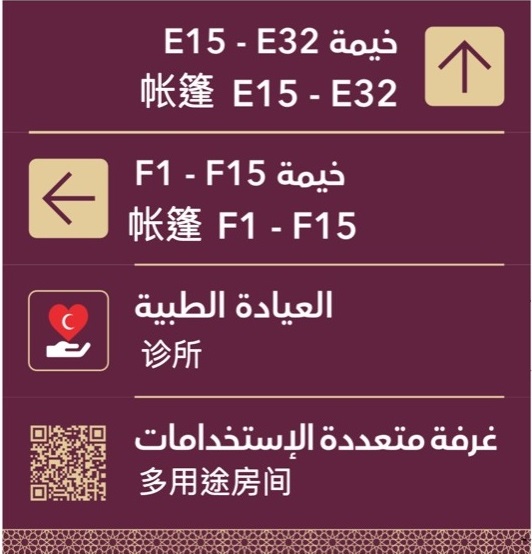 خيمة E15 - E32
帐篷 E15 - E32
خيمة F1 - F15
帐篷 F1 - F15
العيادة الطبية
诊所
غرفة متعددة الإستخدامات
多用途房间